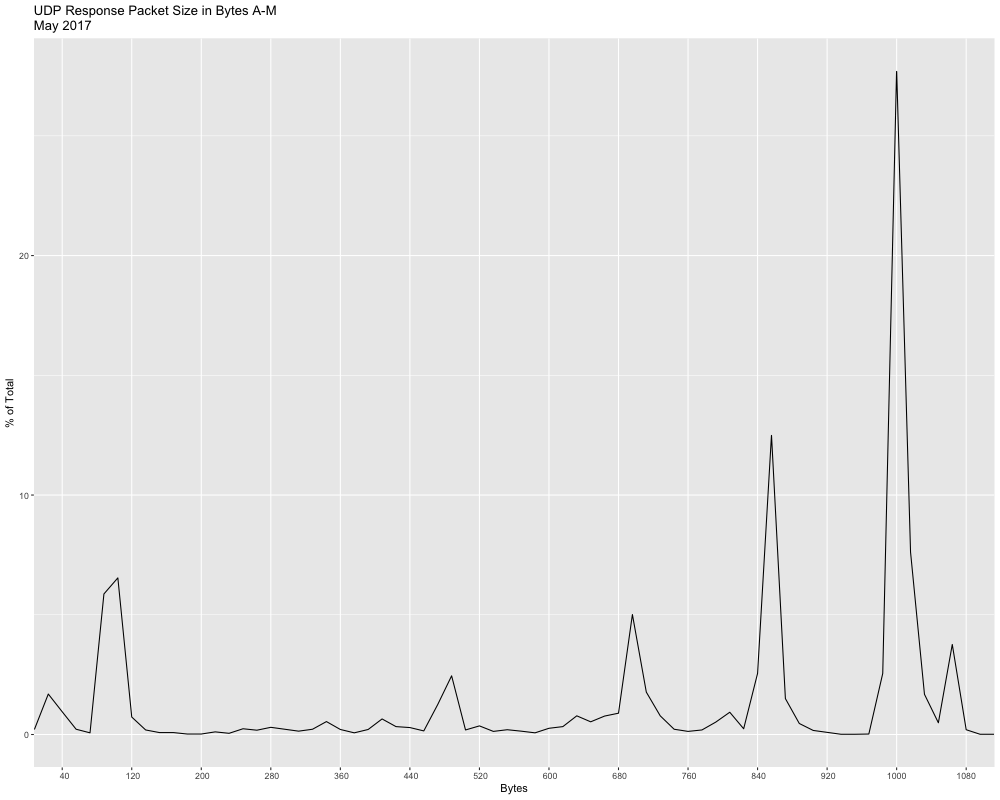 UDP Response Packet Size in Bytes A-M
May 2017
% of Total
20
10
0
40 120 200 280 360 440 520 600 680 760 840 920 1000 1080
Bytes